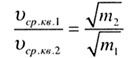 υср.кв.1 / υср.кв.2 = √m₂ / √m₁